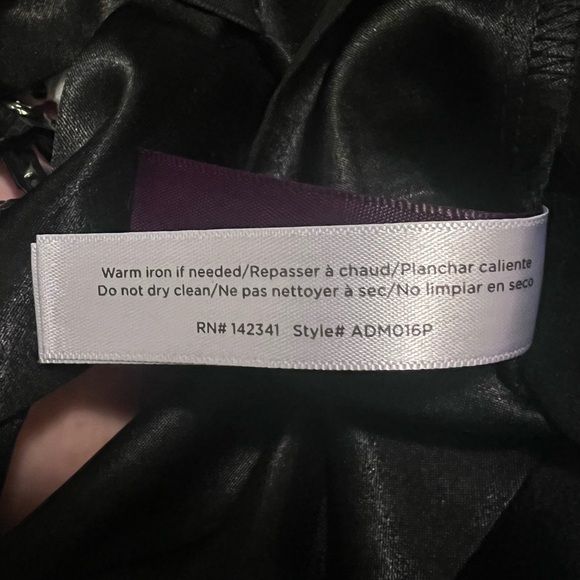 Warm iron if needed/Repasser à chaud/Planchar caliente
Do not dry clean/Ne pas nettoyer à sec/No limpiar en seco
RN# 142341 Style# ADM016P